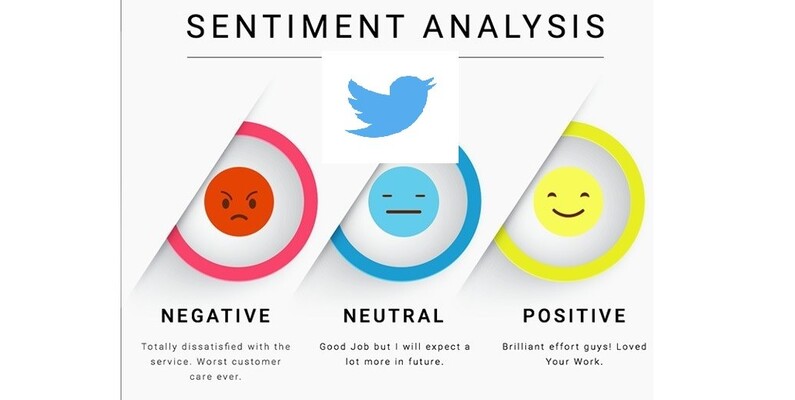 SENTIMENT ANALYSIS
NEGATIVE
Totally dissatisfied with the
service. Worst customer
care ever.
NEUTRAL
Good Job but I will expect a
lot more in future.
POSITIVE
Brilliant effort guys! Loved
Your Work.